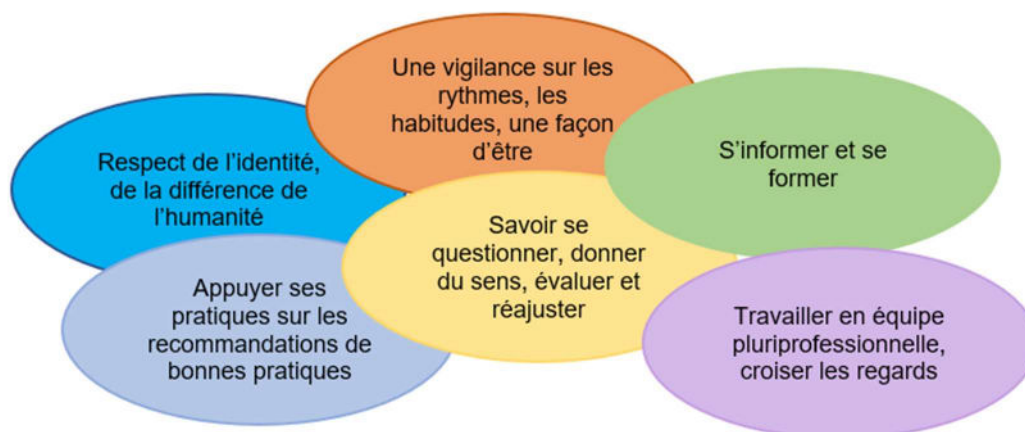 Une vigilance sur les
rythmes, les
habitudes, une façon
d'être
Respect de l'identité,
de la différence de
l'humanité
S'informer et se
former
Savoir se
questionner, donner
du sens, évaluer et
réajuster
Appuyer ses
pratiques sur les
recommandations de
bonnes pratiques
Travailler en équipe
pluriprofessionnelle,
croiser les regards